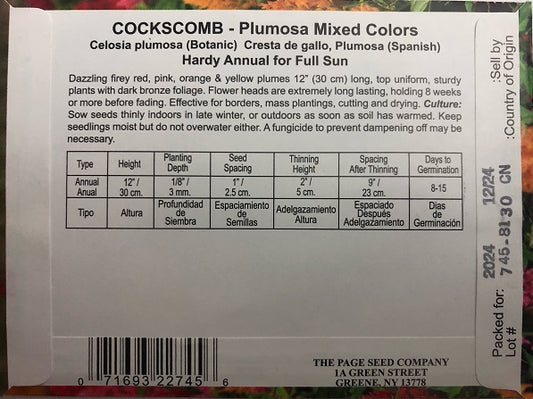 COCKSCOMB - Plumosa Mixed Colors
Celosia plumosa (Botanic) Cresta de gallo, Plumosa (Spanish)
Hardy Annual for Full Sun
Dazzling firey red, pink, orange & yellow plumes 12" (30 cm) long, top uniform, sturdy
plants with dark bronze foliage. Flower heads are extremely long lasting, holding 8 weeks
or more before fading. Effective for borders, mass plantings, cutting and drying. Culture:
Sow seeds thinly indoors in late winter, or outdoors as soon as soil has warmed. Keep
seedlings moist but do not overwater either. A fungicide to prevent dampening off may be
necessary.
Type Height Planting Depth Seed Spacing Thinning Height Spacing After Thinning Days to Germination
Annual Anual 12"/ 30 cm. 1/8"/ 3 mm. 1"/ 2.5 cm. 2"/ 5 cm. 9"/ 23 cm. 8-15
Tipo Altura Profundidad de Siembra Espaciamiento de Semillas Adelgazamiento Altura Espaciado Después Adelgazamiento Dias de Germination
0 71693 22745 6
THE PAGE SEED COMPANY
1A GREEN STREET
GREENE, NY 13778
Packed for: 2024 12/24 :Sell by
Lot # 745-8130 CN :Country of Origin